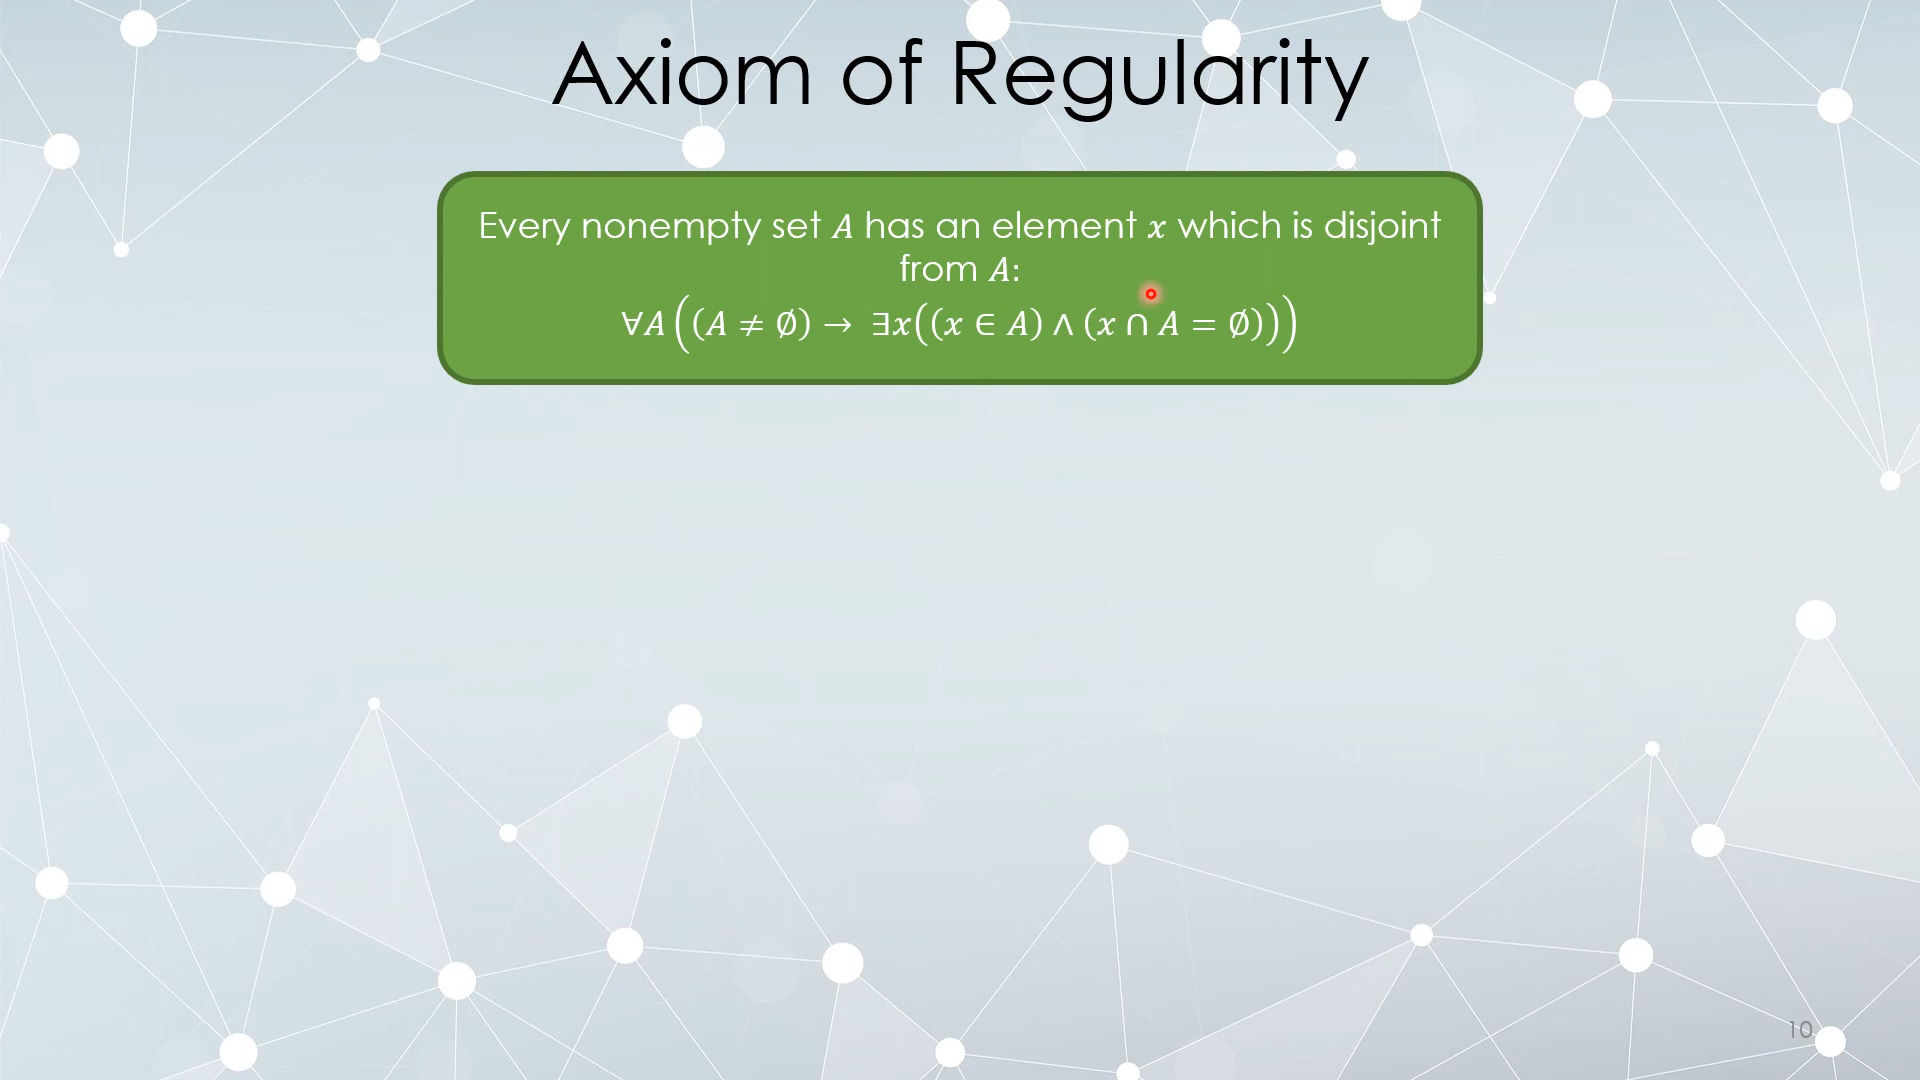 Axiom of Regularity
Every nonempty set 𝐴 has an element 𝑥 which is disjoint
from 𝐴:
∀𝐴((𝐴 ≠ ∅) → ∃𝑥((𝑥 ∈ 𝐴) ∧ (𝑥 ∩ 𝐴 = ∅)))
10